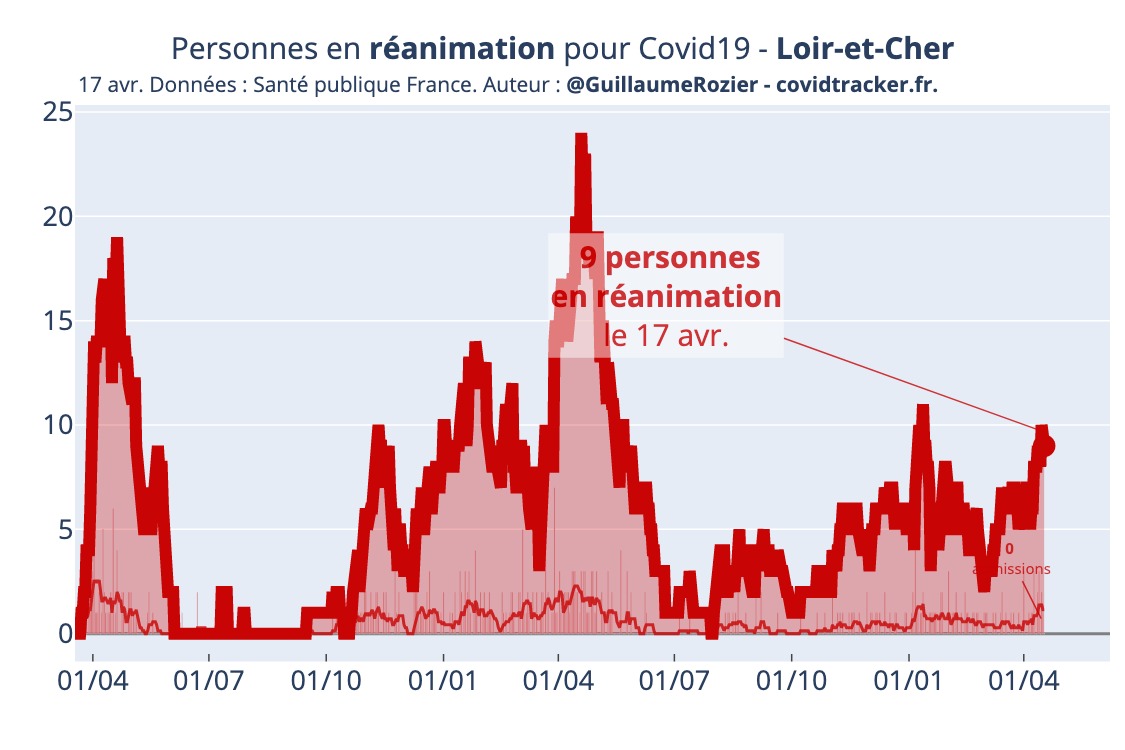 Personnes en réanimation pour Covid19 - Loir-et-Cher
17 avr. Données : Santé publique France. Auteur : @GuillaumeRozier - covidtracker.fr.
25
20
15
10
5
0
9 personnes
en réanimation
le 17 avr.
0
admissions
01/04
01/07
01/10
01/01
01/04
01/07
01/10
01/01
01/04